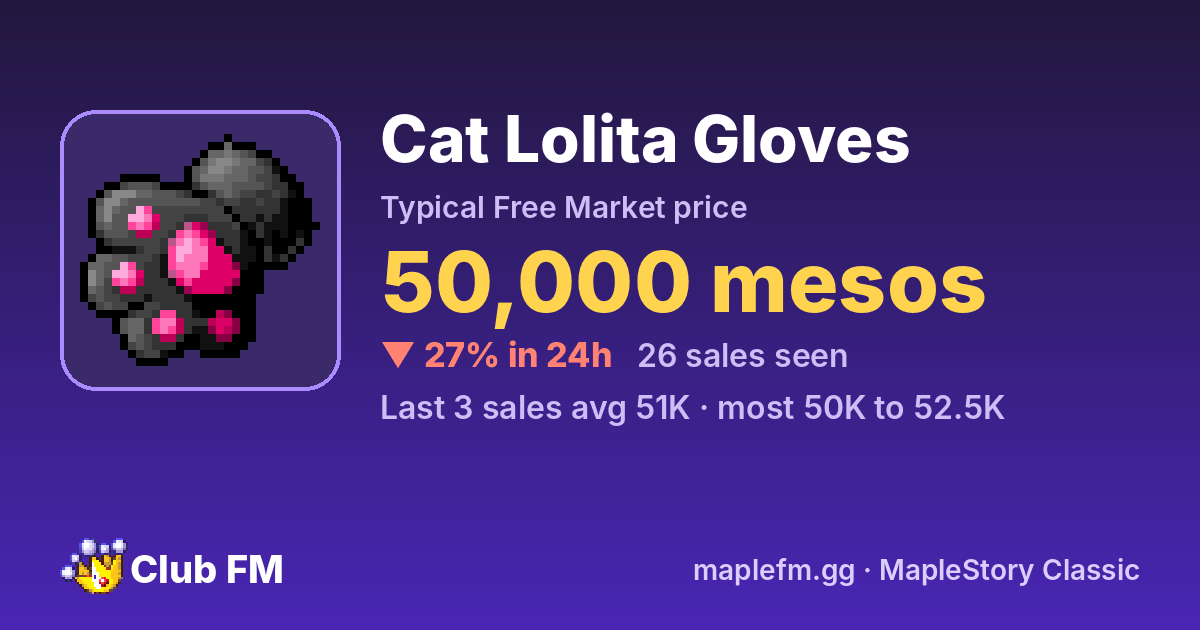 Cat Lolita Gloves
Typical Free Market price
50,000 mesos
▼ 27% in 24h 26 sales seen
Last 3 sales avg 51K · most 50K to 52.5K
Club FM
maplefm.gg · MapleStory Classic